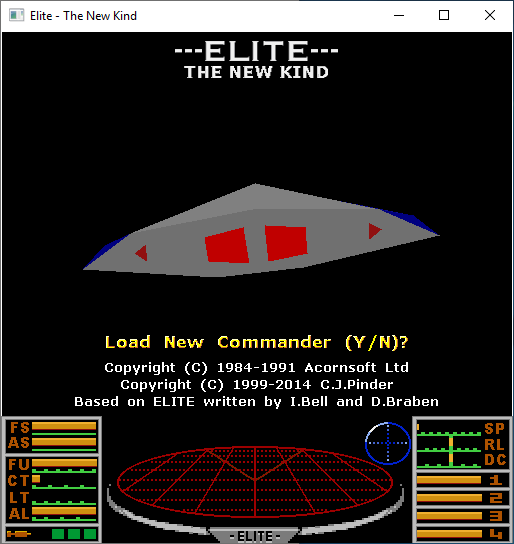 Elite - The New Kind
---ELITE---
THE NEW KIND
Load New Commander (Y/N)?
Copyright (C) 1984-1991 Acornsoft Ltd
Copyright (C) 1999-2014 C.J.Pinder
Based on ELITE written by I.Bell and D.Braben
FS
AS
FU
CT
LT
AL
-ELITE-
SP
RL
DC
1
2
3
4